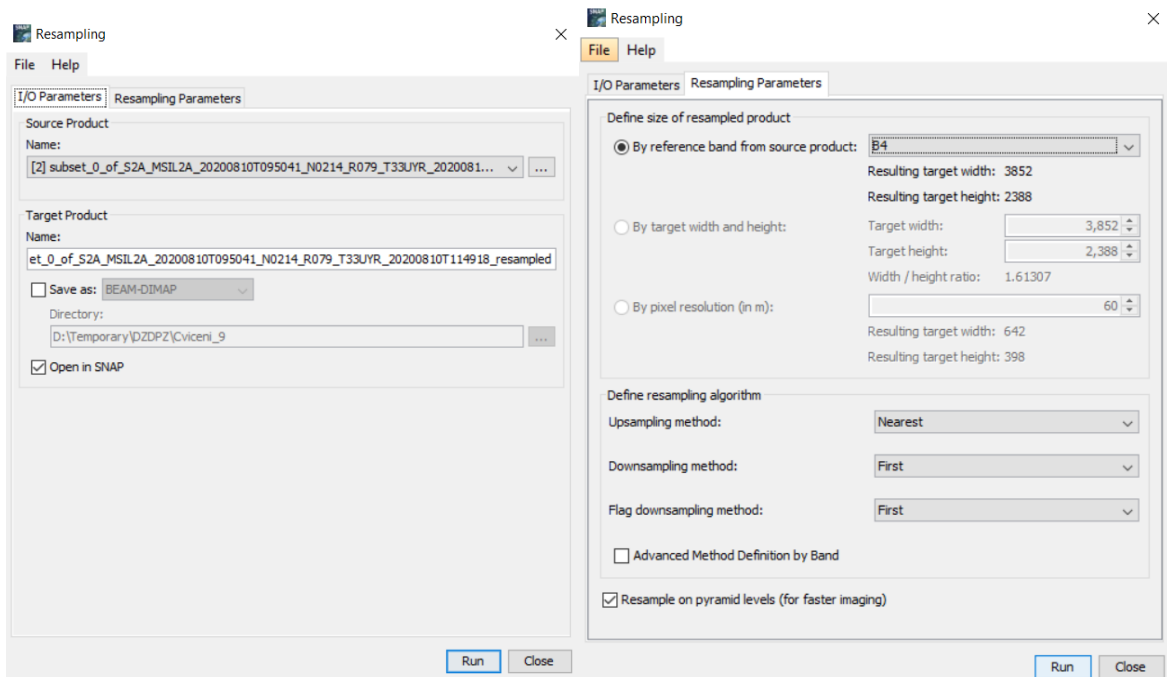 Resampling
File Help
I/O Parameters Resampling Parameters
Source Product
Name:
[2] subset_0_of_S2A_MSIL2A_20200810T095041_N0214_R079_T33UYR_2020081... ...
Target Product
Name:
et_0_of_S2A_MSIL2A_20200810T095041_N0214_R079_T33UYR_20200810T114918_resampled
Save as: BEAM-DIMAP
Directory:
D:\Temporary\DZDPZ\Cviceni_9 ...
Open in SNAP
Run Close
Resampling
File Help
I/O Parameters Resampling Parameters
Define size of resampled product
By reference band from source product: B4
Resulting target width: 3852
Resulting target height: 2388
By target width and height: Target width: 3,852
Target height: 2,388
Width / height ratio: 1.61307
By pixel resolution (in m): 60
Resulting target width: 642
Resulting target height: 398
Define resampling algorithm
Upsampling method: Nearest
Downsampling method: First
Flag downsampling method: First
Advanced Method Definition by Band
Resample on pyramid levels (for faster imaging)
Run Close